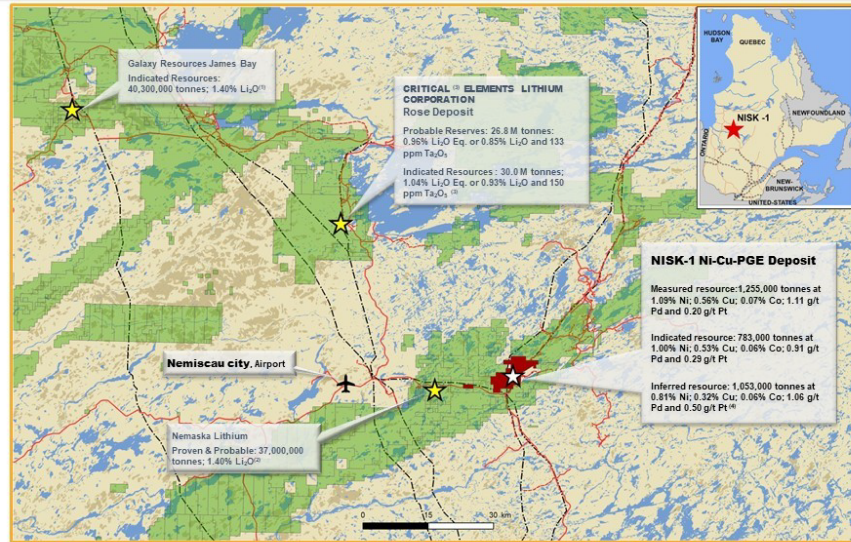 Galaxy Resources James Bay
Indicated Resources:
40,300,000 tonnes; 1.40% Li₂O⁽¹⁾
CRITICAL ⁽³⁾ ELEMENTS LITHIUM
CORPORATION
Rose Deposit
Probable Reserves: 26.8 M tonnes:
0.96% Li₂O Eq. or 0.85% Li₂O and 133
ppm Ta₂O₅
Indicated Resources : 30.0 M tonnes;
1.04% Li₂O Eq. or 0.93% Li₂O and 150
ppm Ta₂O₅ ⁽³⁾
HUDSON
BAY
QUEBEC
NEWFOUNDLAND
NISK -1
ONTARIO
NEW-
BRUNSWICK
UNITED-STATES
NISK-1 Ni-Cu-PGE Deposit
Measured resource:1,255,000 tonnes at
1.09% Ni; 0.56% Cu; 0.07% Co; 1.11 g/t
Pd and 0.20 g/t Pt
Indicated resource: 783,000 tonnes at
1.00% Ni; 0.53% Cu; 0.06% Co; 0.91 g/t
Pd and 0.29 g/t Pt
Inferred resource: 1,053,000 tonnes at
0.81% Ni; 0.32% Cu; 0.06% Co; 1.06 g/t
Pd and 0.50 g/t Pt⁽⁴⁾
Nemiscau city, Airport
Nemaska Lithium
Proven & Probable: 37,000,000
tonnes; 1.40% Li₂O⁽²⁾
0 15 30 km